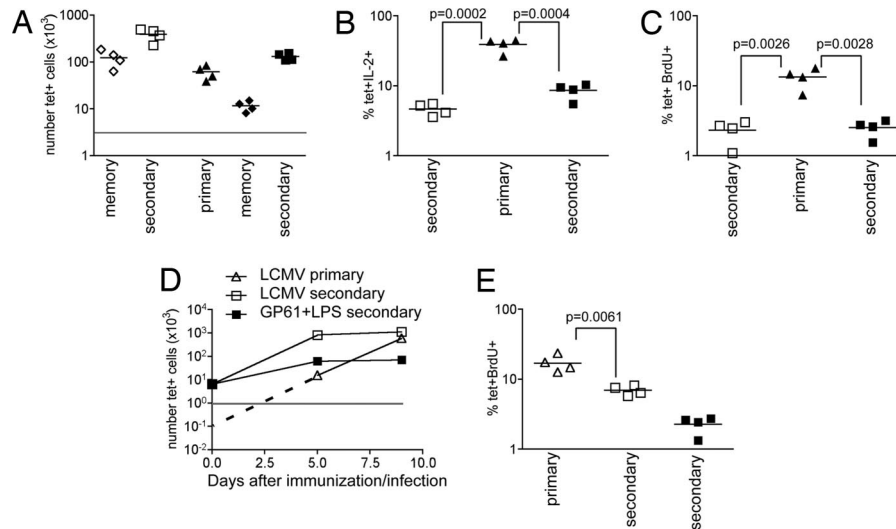 A
number tet+ cells (x10³)
1000
100
10
1
memory
secondary
primary
memory
secondary
B
% tet+IL-2+
100
10
1
p=0.0002
p=0.0004
secondary
primary
secondary
C
% tet+ BrdU+
100
10
1
p=0.0026
p=0.0028
secondary
primary
secondary
D
LCMV primary
LCMV secondary
GP61+LPS secondary
number tet+ cells (x10³)
10⁴
10³
10²
10¹
10⁰
10⁻¹
10⁻²
0.0 2.5 5.0 7.5 10.0
Days after immunization/infection
E
% tet+BrdU+
100
10
1
p=0.0061
primary
secondary
secondary